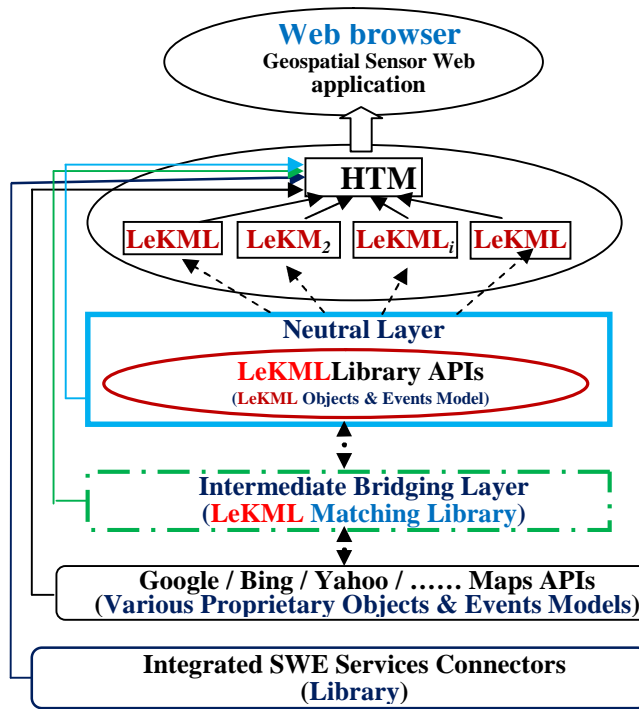 Web browser
Geospatial Sensor Web
application
HTM
LeKML
LeKM2
LeKMLi
LeKML
Neutral Layer
LeKMLLibrary APIs
(LeKML Objects & Events Model)
Intermediate Bridging Layer
(LeKML Matching Library)
Google / Bing / Yahoo / …… Maps APIs
(Various Proprietary Objects & Events Models)
Integrated SWE Services Connectors
(Library)